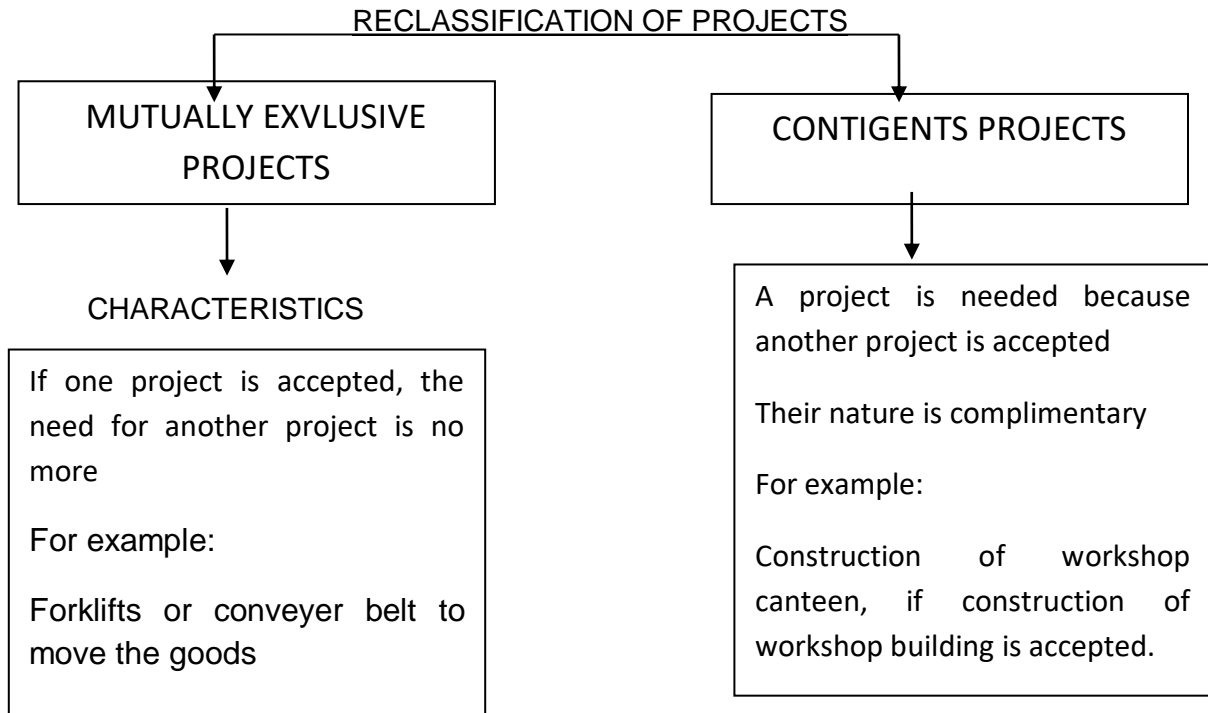 RECLASSIFICATION OF PROJECTS
MUTUALLY EXVLUSIVE
PROJECTS
CHARACTERISTICS
If one project is accepted, the
need for another project is no
more
For example:
Forklifts or conveyer belt to
move the goods
CONTIGENTS PROJECTS
A project is needed because
another project is accepted
Their nature is complimentary
For example:
Construction of workshop
canteen, if construction of
workshop building is accepted.